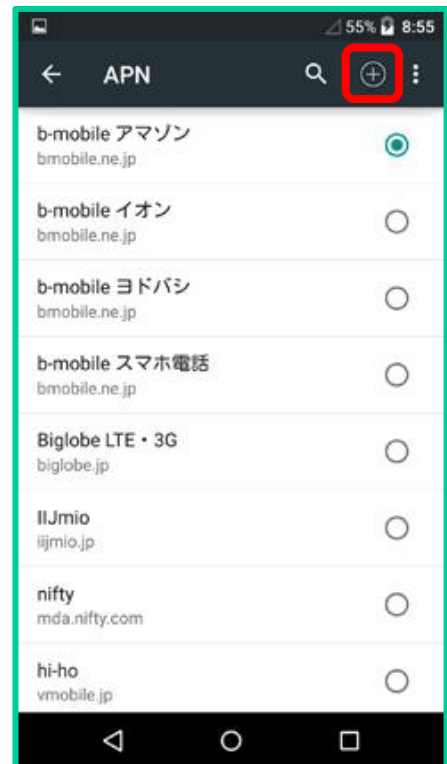 55% 8:55
APN
b-mobile アマゾン
bmobile.ne.jp
b-mobile イオン
bmobile.ne.jp
b-mobile ヨドバシ
bmobile.ne.jp
b-mobile スマホ電話
bmobile.ne.jp
Biglobe LTE・3G
biglobe.jp
IIJmio
iijmio.jp
nifty
mda.nifty.com
hi-ho
vmobile.jp